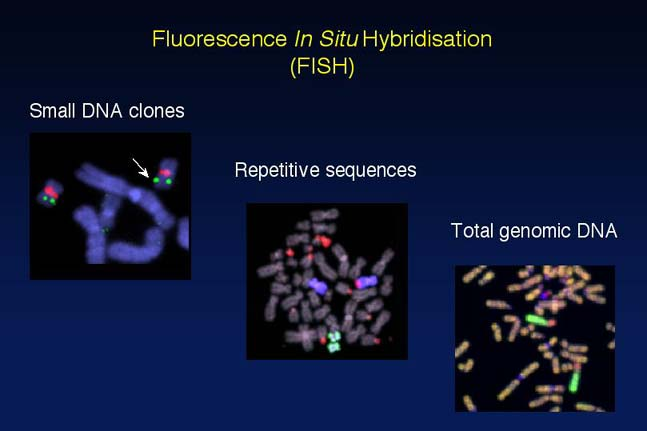 Fluorescence In Situ Hybridisation
(FISH)
Small DNA clones
Repetitive sequences
Total genomic DNA